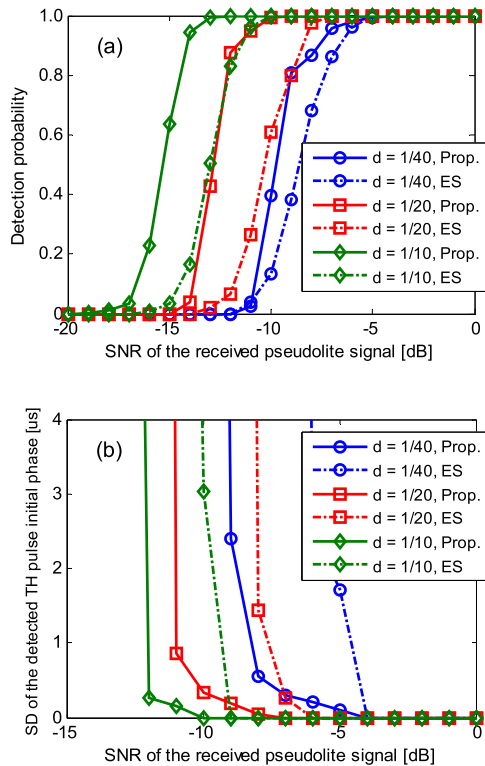 (a)
Detection probability
1.0
0.8
0.6
0.4
0.2
0
-20
-15
-10
-5
0
SNR of the received pseudolite signal [dB]
d = 1/40, Prop.
d = 1/40, ES
d = 1/20, Prop.
d = 1/20, ES
d = 1/10, Prop.
d = 1/10, ES
(b)
SD of the detected TH pulse initial phase [us]
4
3
2
1
0
-15
-10
-5
0
SNR of the received pseudolite signal [dB]
d = 1/40, Prop.
d = 1/40, ES
d = 1/20, Prop.
d = 1/20, ES
d = 1/10, Prop.
d = 1/10, ES